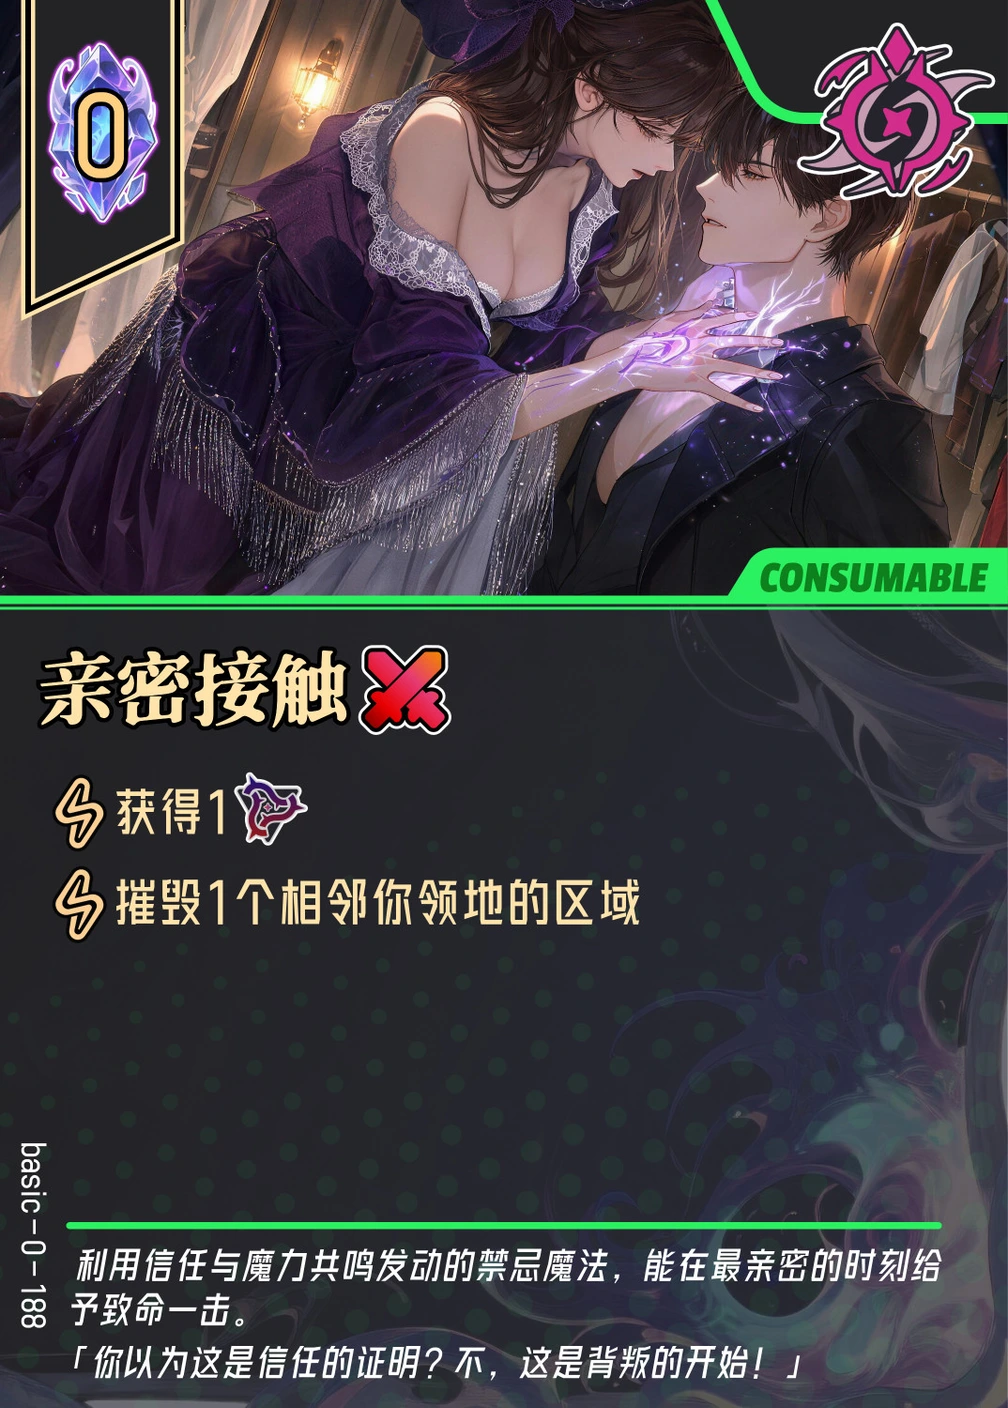 0
CONSUMABLE
亲密接触
获得1
摧毁1个相邻你领地的区域
basic-0-188
利用信任与魔力共鸣发动的禁忌魔法，能在最亲密的时刻给
予致命一击。
「你以为这是信任的证明？不，这是背叛的开始！」